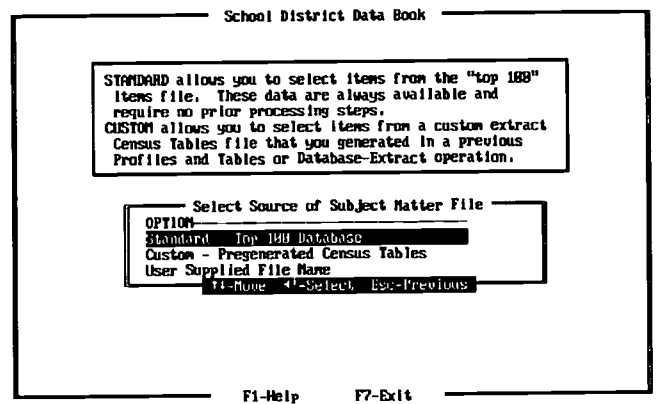 School District Data Book
STANDARD allows you to select items from the "top 100"
items file. These data are always available and
require no prior processing steps.
CUSTOM allows you to select items from a custom extract
Census Tables file that you generated in a previous
Profiles and Tables or Database-Extract operation.
Select Source of Subject Matter File
OPTION
Standard - Top 100 Database
Custom - Pregenerated Census Tables
User Supplied File Name
↑↓-Move ◄┘-Select Esc-Previous
F1-Help F7-Exit